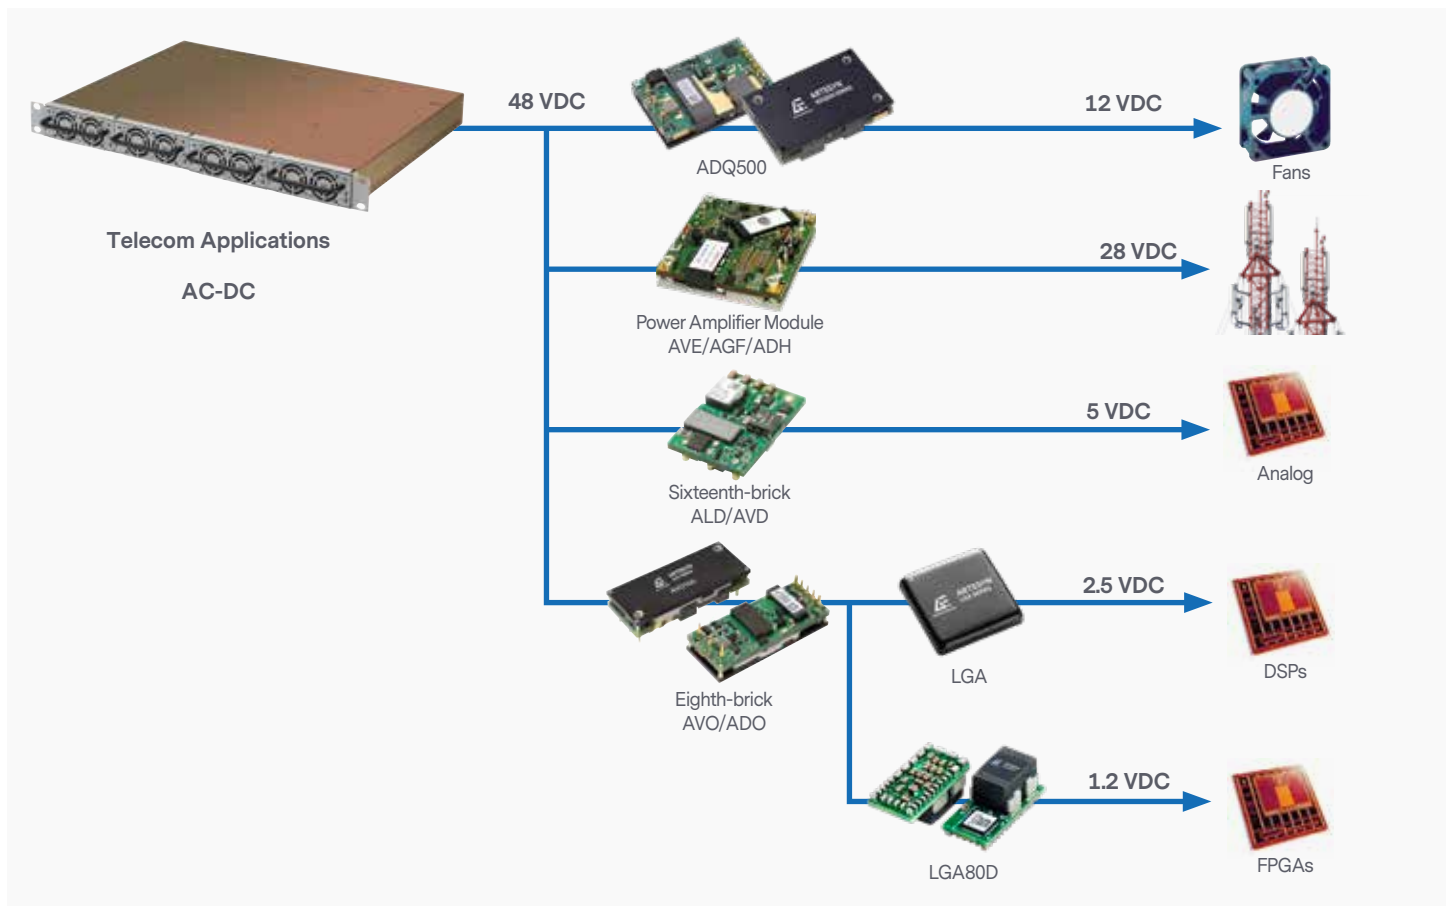 48 VDC
12 VDC
ARTESYN
ADQ500
Fans
Telecom Applications
AC-DC
28 VDC
Power Amplifier Module
AVE/AGF/ADH
5 VDC
Sixteenth-brick
ALD/AVD
Analog
ARTESYN
2.5 VDC
LGA
DSPs
Eighth-brick
AVO/ADO
1.2 VDC
LGA80D
FPGAs